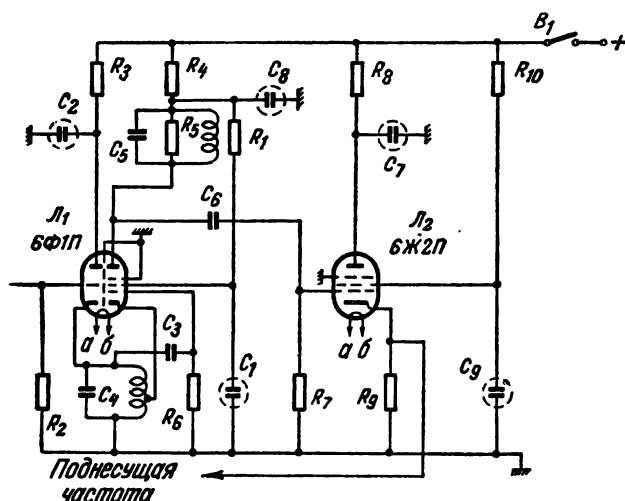 B1
+
R3
R4
C8
R8
R10
C2
C5
R5
R1
C7
Л1
6Ф1П
C6
Л2
6Ж2П
а б
а б
C3
R2
C4
R6
C1
R7
R9
C9
Поднесущая
частота